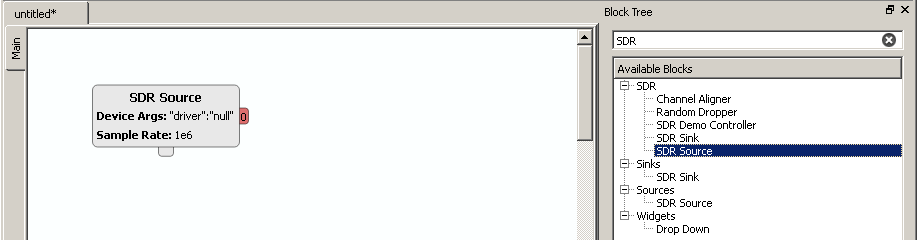 untitled*
Main
SDR Source
Device Args: "driver":"null"
0
Sample Rate: 1e6
Block Tree
SDR
Available Blocks
SDR
Channel Aligner
Random Dropper
SDR Demo Controller
SDR Sink
SDR Source
Sinks
SDR Sink
Sources
SDR Source
Widgets
Drop Down